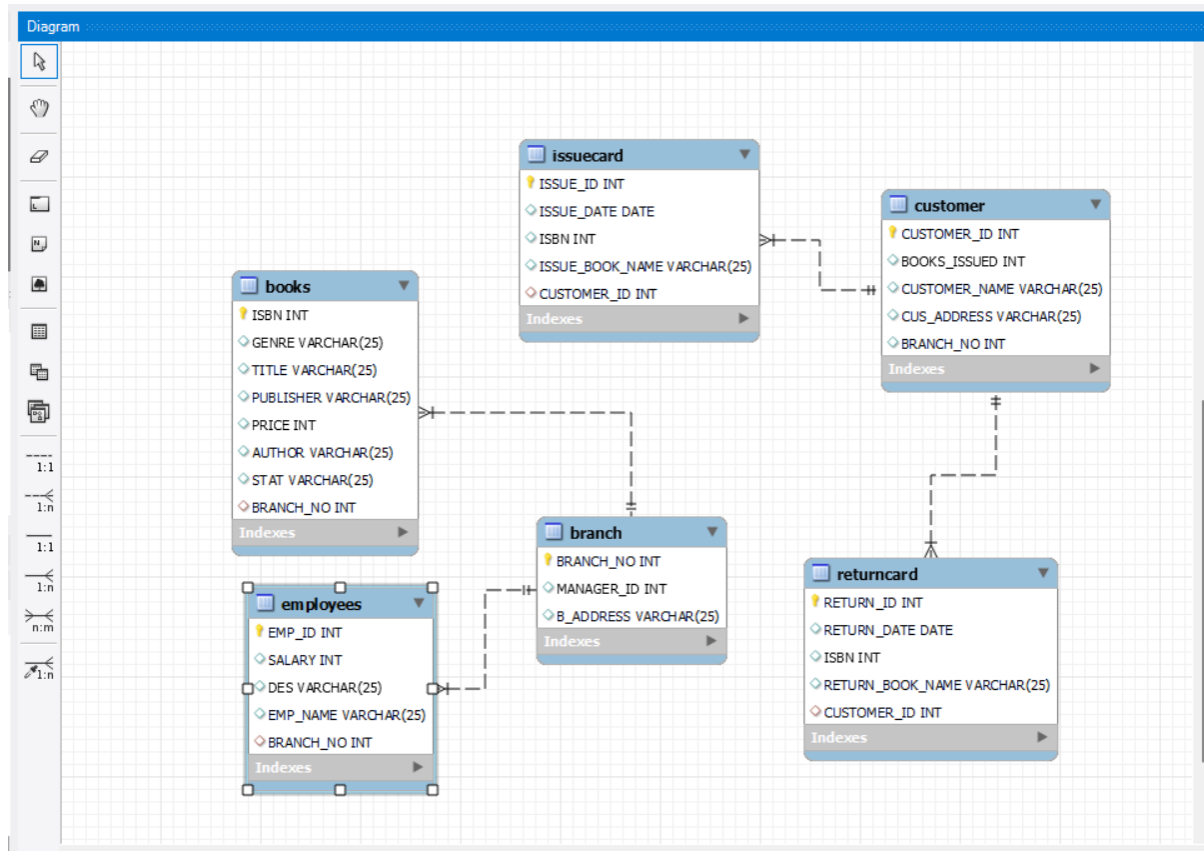 Diagram
issuecard
ISSUE_ID INT
ISSUE_DATE DATE
ISBN INT
ISSUE_BOOK_NAME VARCHAR(25)
CUSTOMER_ID INT
Indexes
customer
CUSTOMER_ID INT
BOOKS_ISSUED INT
CUSTOMER_NAME VARCHAR(25)
CUS_ADDRESS VARCHAR(25)
BRANCH_NO INT
Indexes
books
ISBN INT
GENRE VARCHAR(25)
TITLE VARCHAR(25)
PUBLISHER VARCHAR(25)
PRICE INT
AUTHOR VARCHAR(25)
STAT VARCHAR(25)
BRANCH_NO INT
Indexes
branch
BRANCH_NO INT
MANAGER_ID INT
B_ADDRESS VARCHAR(25)
Indexes
employees
EMP_ID INT
SALARY INT
DES VARCHAR(25)
EMP_NAME VARCHAR(25)
BRANCH_NO INT
Indexes
returncard
RETURN_ID INT
RETURN_DATE DATE
ISBN INT
RETURN_BOOK_NAME VARCHAR(25)
CUSTOMER_ID INT
Indexes
1:1
1:n
1:1
1:n
n:m
1:n